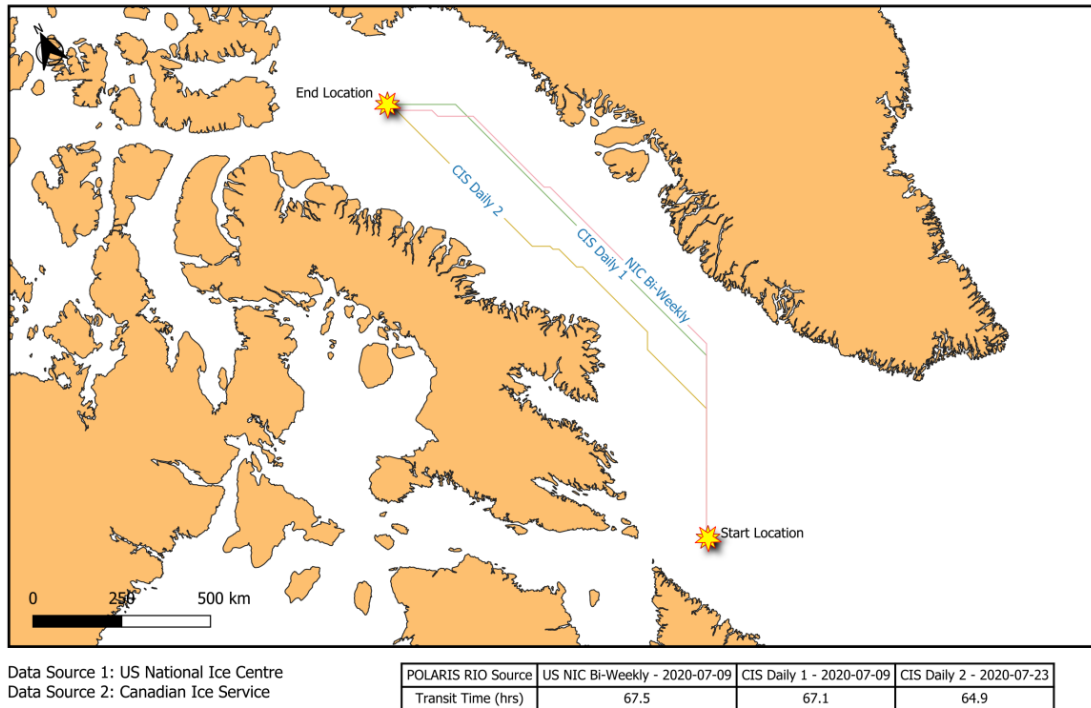 N
End Location
CIS Daily 2
CIS Daily 1
NIC Bi-Weekly
Start Location
0 250 500 km
Data Source 1: US National Ice Centre
Data Source 2: Canadian Ice Service
POLARIS RIO Source US NIC Bi-Weekly - 2020-07-09 CIS Daily 1 - 2020-07-09 CIS Daily 2 - 2020-07-23
Transit Time (hrs) 67.5 67.1 64.9